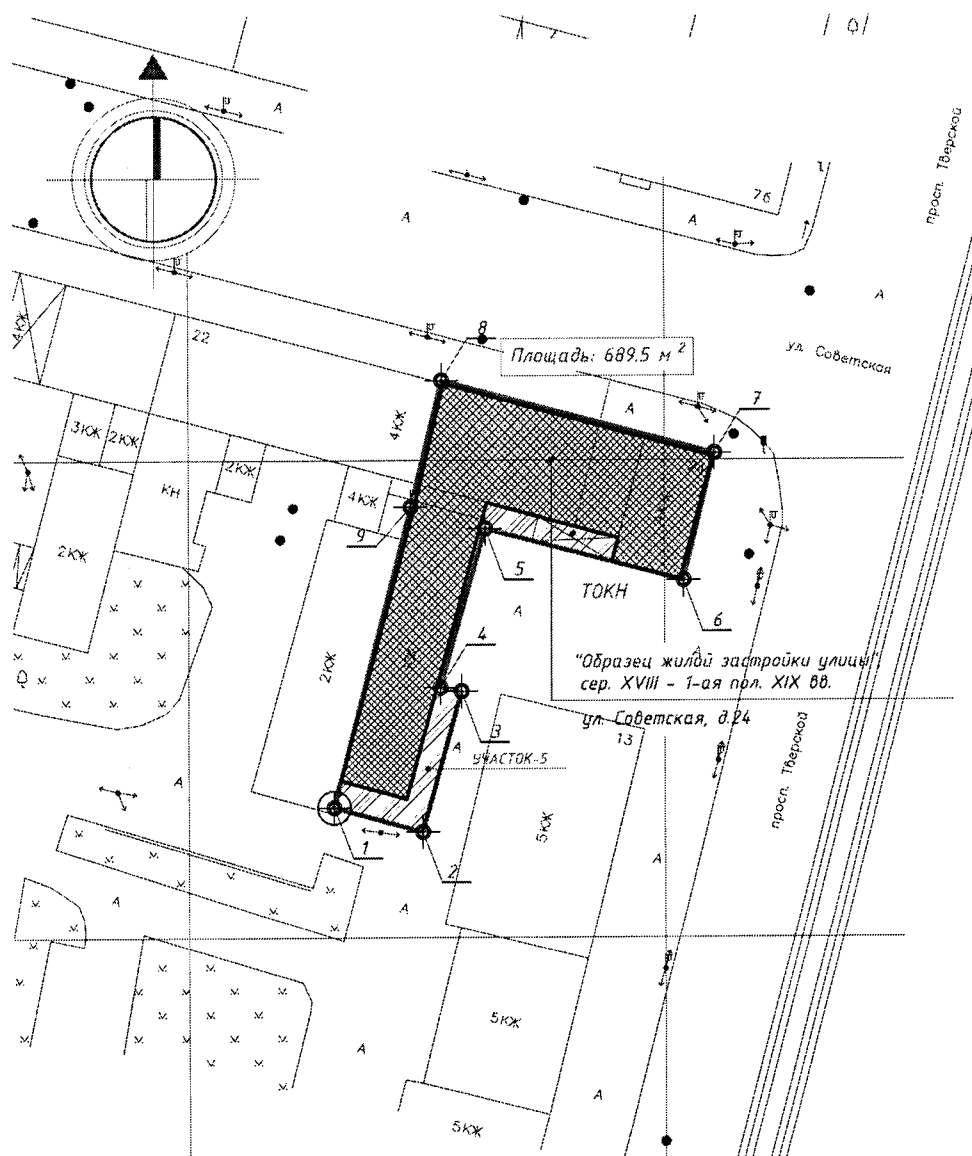 А
просп. Тверской
76
А
А
А
ул. Советская
22
4КЖ
8
Площадь: 689.5 м²
7
А
4КЖ
3КЖ
2КЖ
2КЖ
КН
4КЖ
9
2КЖ
5
ТОКН
6
А
А
4
2КЖ
"Образец жилой застройки улицы",
сер. XVIII - 1-ая пол. XIX вв.
ул. Советская, д.24
3
13
А
УЧАСТОК-5
просп. Тверской
А
1
2
5КЖ
А
А
А
5КЖ
А
А
5КЖ